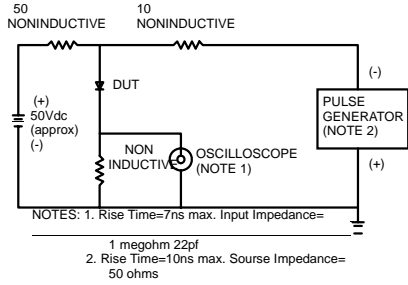 50
NONINDUCTIVE
10
NONINDUCTIVE
DUT
(+)
50Vdc
(approx)
(-)
NON
INDUCTIVE
OSCILLOSCOPE
(NOTE 1)
(-)
PULSE
GENERATOR
(NOTE 2)
(+)
NOTES: 1. Rise Time=7ns max. Input Impedance=
1 megohm 22pf
2. Rise Time=10ns max. Sourse Impedance=
50 ohms